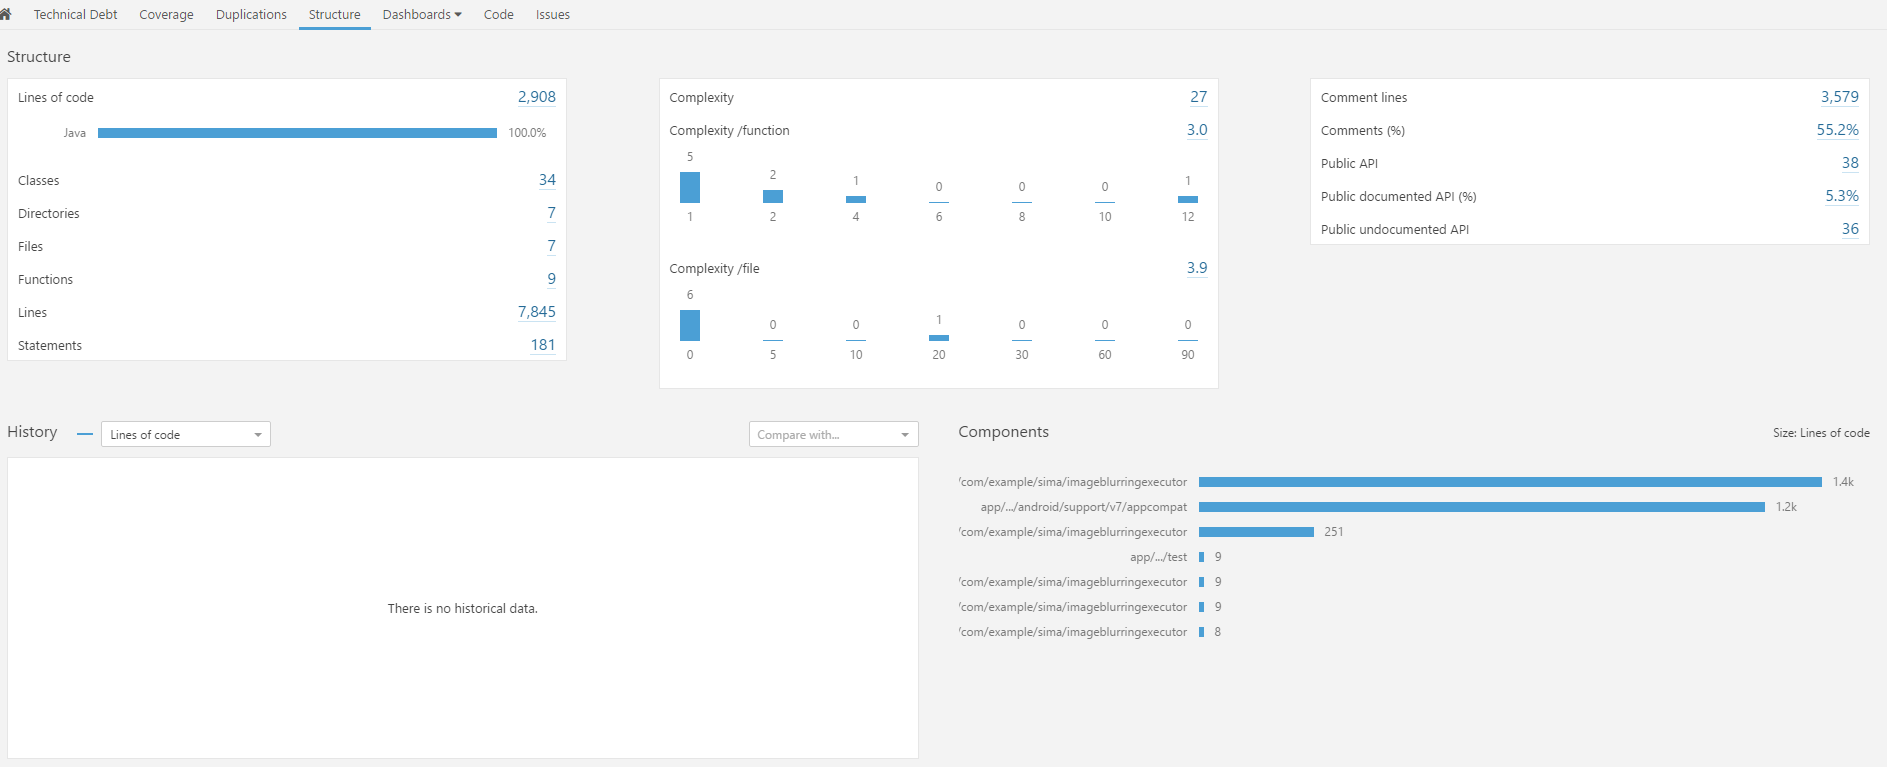 Technical Debt Coverage Duplications Structure Dashboards Code Issues
Structure
Lines of code 2,908
Java 100.0%
Classes 34
Directories 7
Files 7
Functions 9
Lines 7,845
Statements 181
Complexity 27
Complexity /function 3.0
5 2 1 0 0 0 1
1 2 4 6 8 10 12
Complexity /file 3.9
6 0 0 1 0 0 0
0 5 10 20 30 60 90
Comment lines 3,579
Comments (%) 55.2%
Public API 38
Public documented API (%) 5.3%
Public undocumented API 36
History Lines of code Compare with...
There is no historical data.
Components Size: Lines of code
/com/example/sima/imageblurringexecutor 1.4k
app/.../android/support/v7/appcompat 1.2k
/com/example/sima/imageblurringexecutor 251
app/.../test 9
/com/example/sima/imageblurringexecutor 9
/com/example/sima/imageblurringexecutor 9
/com/example/sima/imageblurringexecutor 8